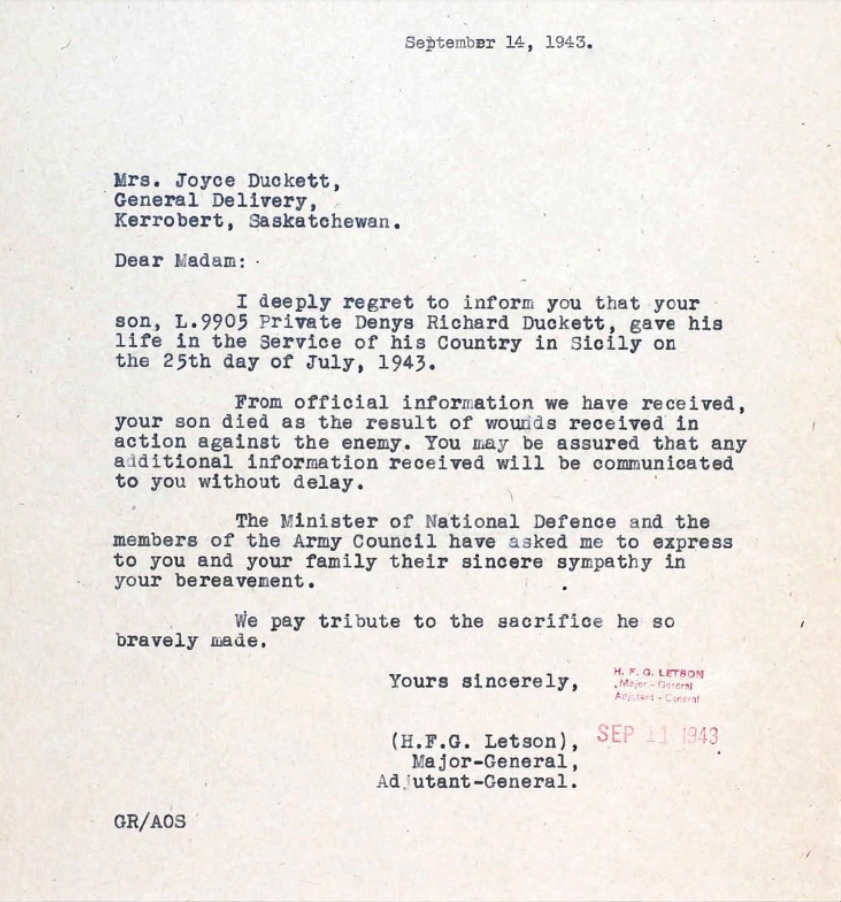 September 14, 1943.
Mrs. Joyce Duckett,
General Delivery,
Kerrobert, Saskatchewan.
Dear Madam:
I deeply regret to inform you that your
son, L.9905 Private Denys Richard Duckett, gave his
life in the Service of his Country in Sicily on
the 25th day of July, 1943.
From official information we have received,
your son died as the result of wounds received in
action against the enemy. You may be assured that any
additional information received will be communicated
to you without delay.
The Minister of National Defence and the
members of the Army Council have asked me to express
to you and your family their sincere sympathy in
your bereavement.
We pay tribute to the sacrifice he so
bravely made.
Yours sincerely,
H. F. G. LETSON
Major - General
Adjutant - General
SEP 11 1943
(H.F.G. Letson),
Major-General,
Adjutant-General.
GR/AOS